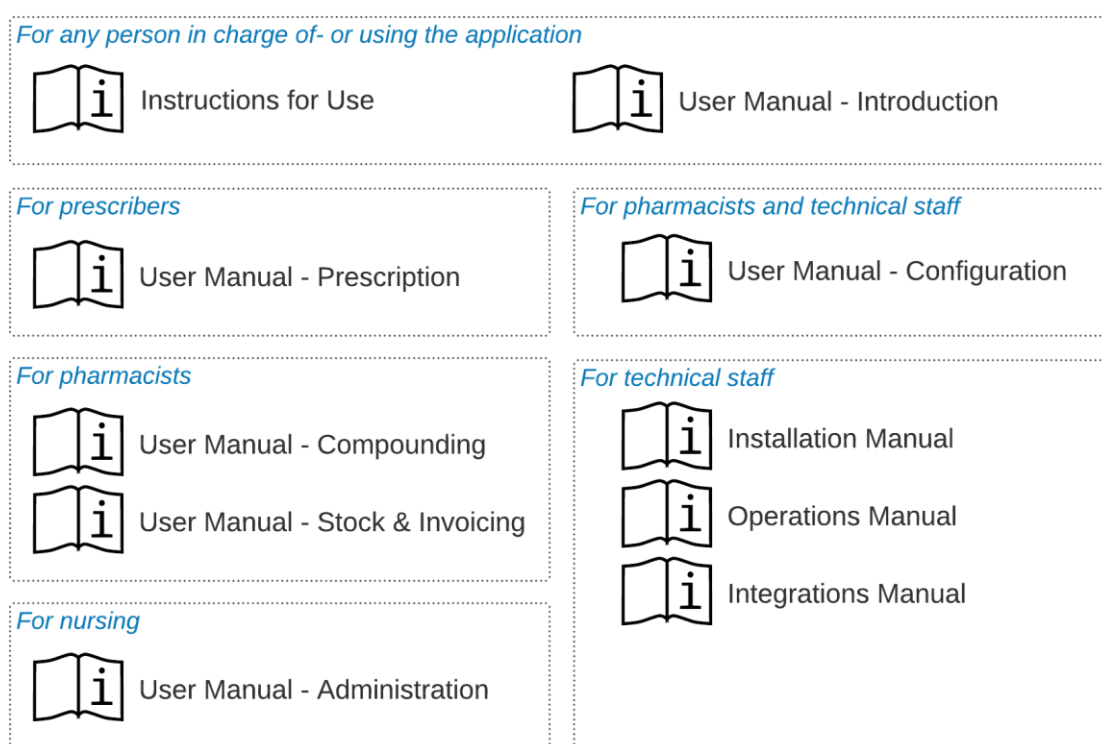 For any person in charge of- or using the application
Instructions for Use
User Manual - Introduction
For prescribers
User Manual - Prescription
For pharmacists and technical staff
User Manual - Configuration
For pharmacists
User Manual - Compounding
User Manual - Stock & Invoicing
For technical staff
Installation Manual
Operations Manual
Integrations Manual
For nursing
User Manual - Administration